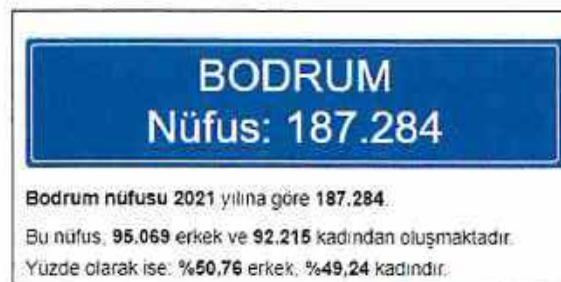 BODRUM
Nüfus: 187.284
Bodrum nüfusu 2021 yılına göre 187.284.
Bu nüfus, 95.069 erkek ve 92.215 kadından oluşmaktadır.
Yüzde olarak ise: %50,76 erkek, %49,24 kadındır.